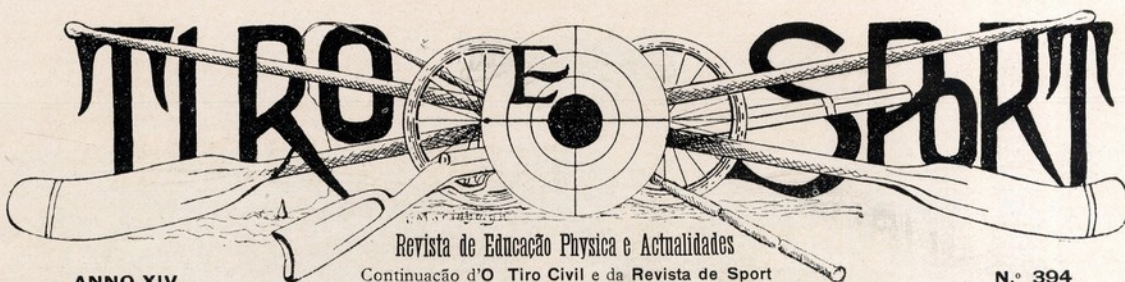 TIRO E SPORT
Revista de Educação Physica e Actualidades
Continuação d'O Tiro Civil e da Revista de Sport
ANNO XIV
N.º 394